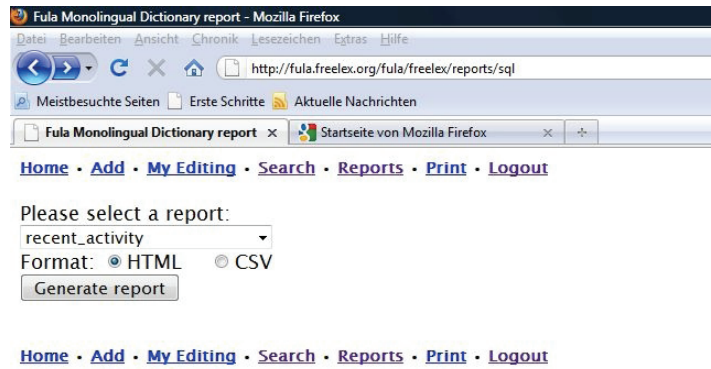 Fula Monolingual Dictionary report - Mozilla Firefox
Datei Bearbeiten Ansicht Chronik Lesezeichen Extras Hilfe
http://fula.freelex.org/fula/freelex/reports/sql
Meistbesuchte Seiten Erste Schritte Aktuelle Nachrichten
Fula Monolingual Dictionary report × Startseite von Mozilla Firefox ×
Home · Add · My Editing · Search · Reports · Print · Logout
Please select a report:
recent_activity
Format: HTML CSV
Generate report
Home · Add · My Editing · Search · Reports · Print · Logout